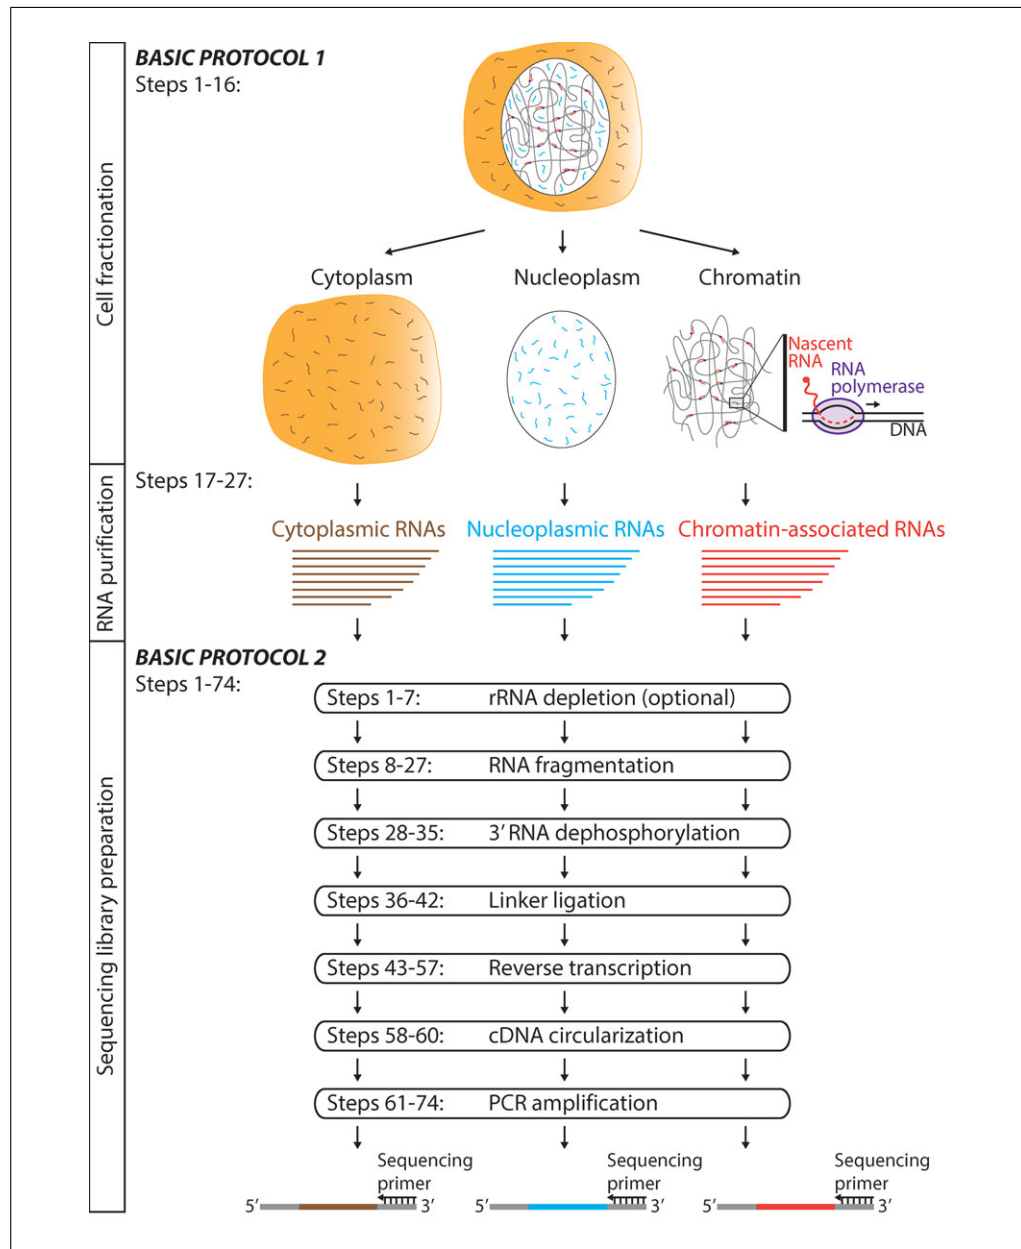 BASIC PROTOCOL 1
Steps 1-16:
Cell fractionation
Cytoplasm
Nucleoplasm
Chromatin
Nascent
RNA
RNA
polymerase
DNA
Steps 17-27:
RNA purification
Cytoplasmic RNAs
Nucleoplasmic RNAs
Chromatin-associated RNAs
BASIC PROTOCOL 2
Steps 1-74:
Sequencing library preparation
Steps 1-7: rRNA depletion (optional)
Steps 8-27: RNA fragmentation
Steps 28-35: 3′ RNA dephosphorylation
Steps 36-42: Linker ligation
Steps 43-57: Reverse transcription
Steps 58-60: cDNA circularization
Steps 61-74: PCR amplification
Sequencing
primer
5′ 3′
Sequencing
primer
5′ 3′
Sequencing
primer
5′ 3′